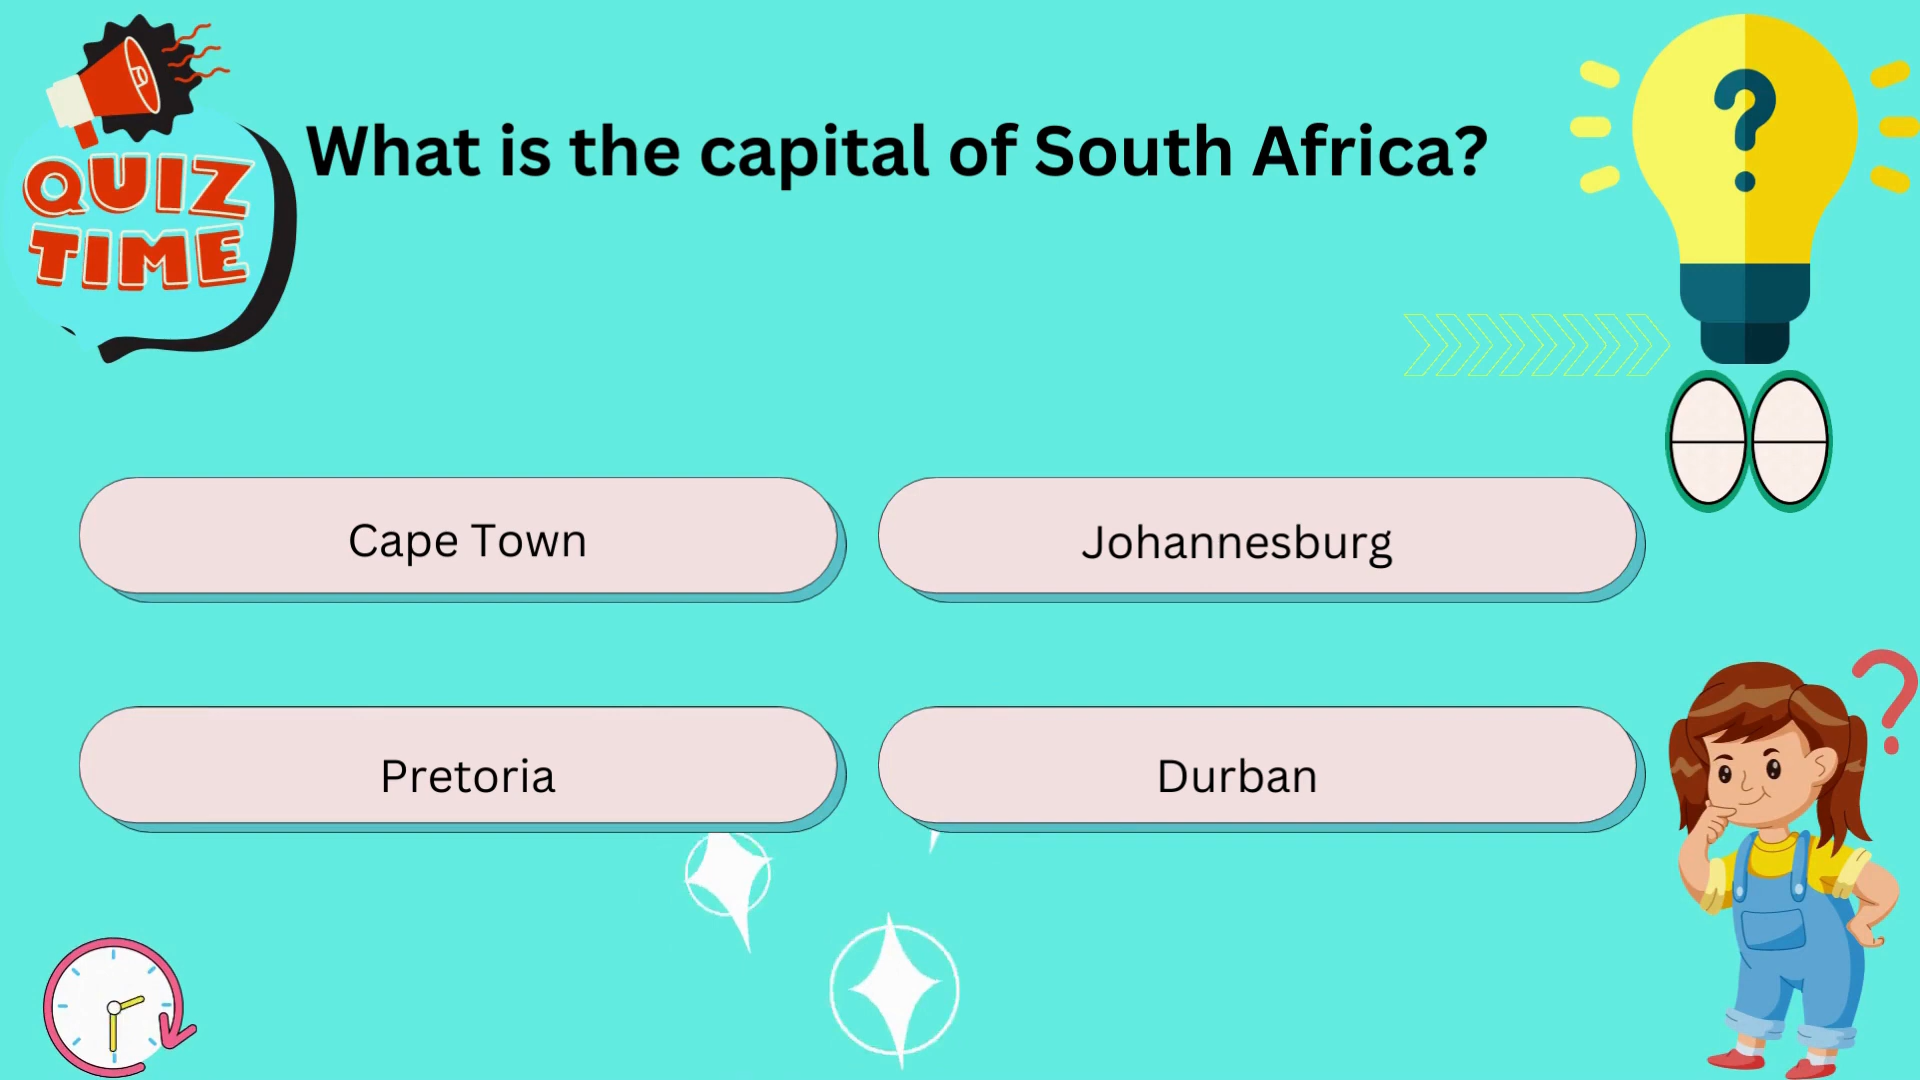 QUIZ
TIME
What is the capital of South Africa?
?
Cape Town
Johannesburg
Pretoria
Durban
?